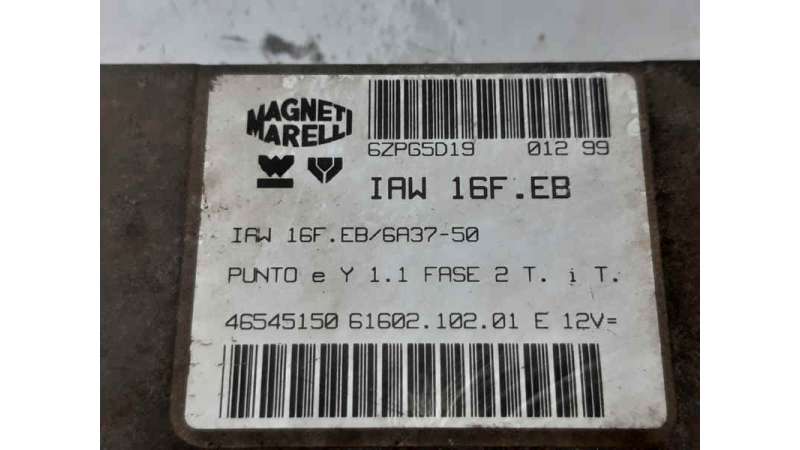 MAGNETI
MARELLI
6ZPG5D19 012 99
IAW 16F.EB
IAW 16F.EB/6A37-50
PUNTO e Y 1.1 FASE 2 T. i T.
46545150 61602.102.01 E 12V=